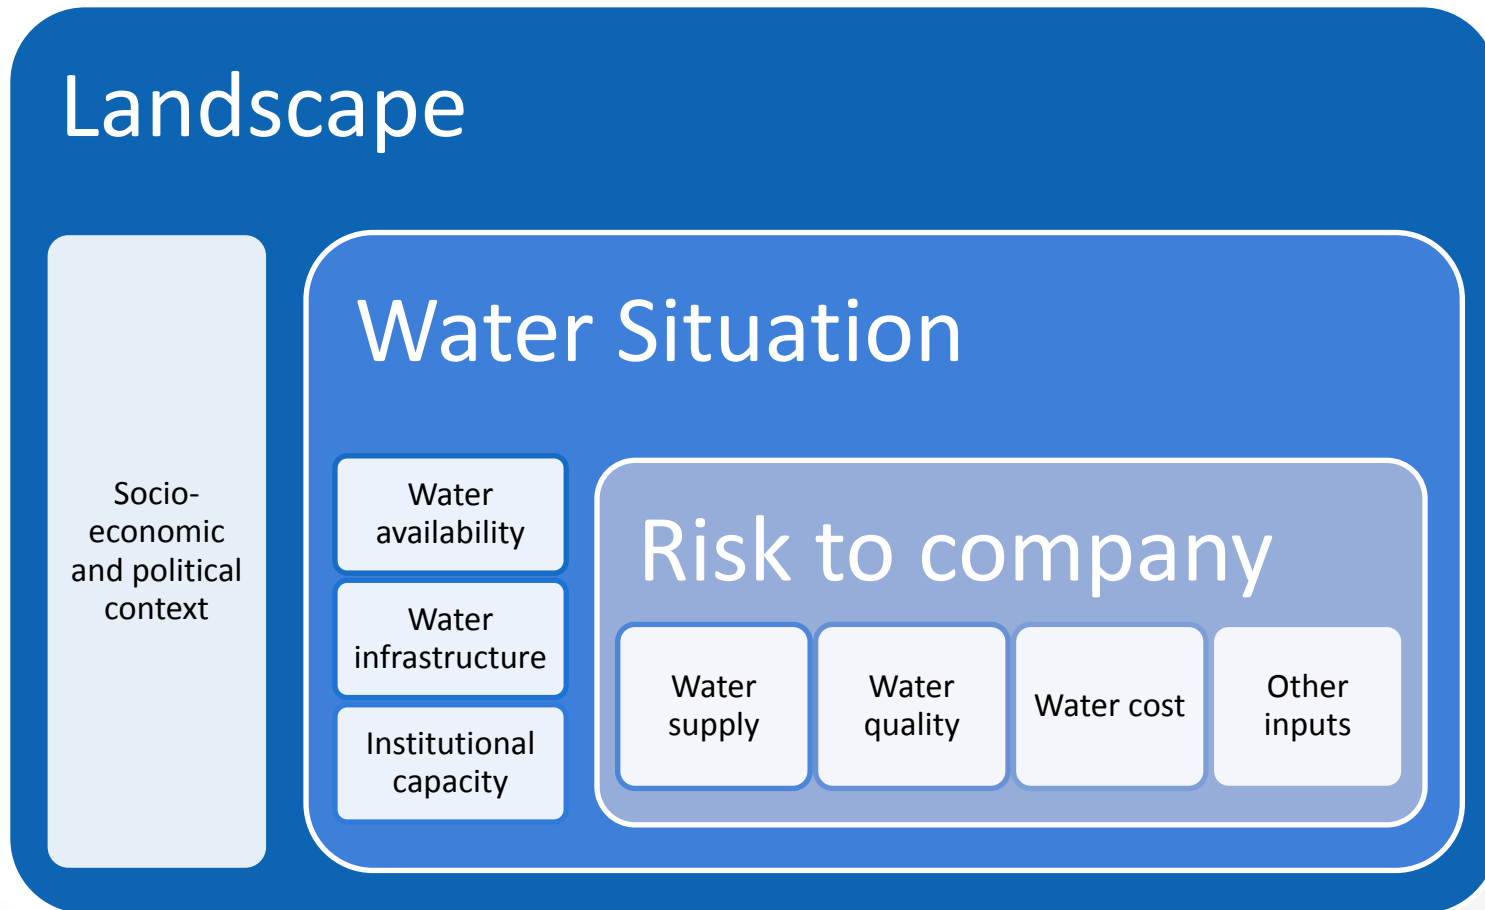 Landscape
Socio-
economic
and political
context
Water Situation
Water
availability
Water
infrastructure
Institutional
capacity
Risk to company
Water
supply
Water
quality
Water cost
Other
inputs